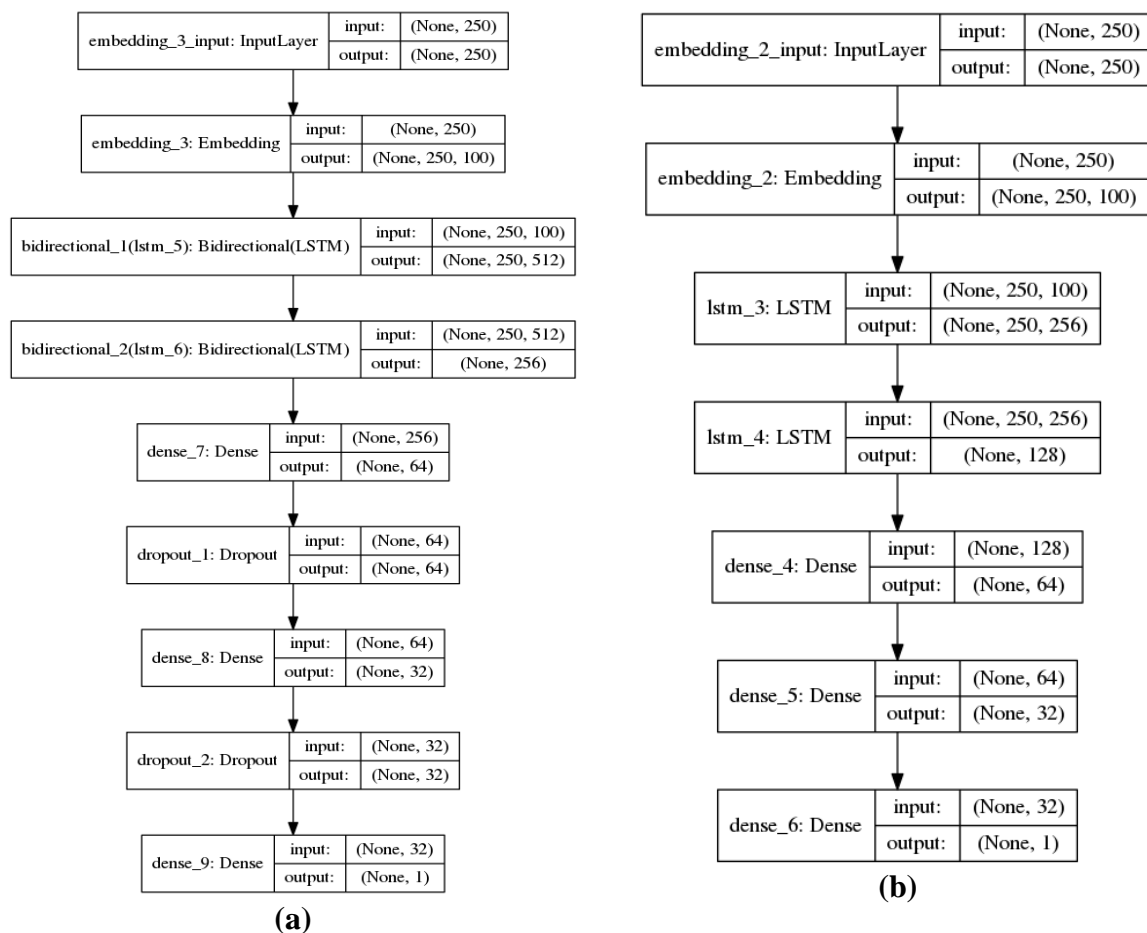 embedding_3_input: InputLayer
input: (None, 250)
output: (None, 250)
embedding_3: Embedding
input: (None, 250)
output: (None, 250, 100)
bidirectional_1(lstm_5): Bidirectional(LSTM)
input: (None, 250, 100)
output: (None, 250, 512)
bidirectional_2(lstm_6): Bidirectional(LSTM)
input: (None, 250, 512)
output: (None, 256)
dense_7: Dense
input: (None, 256)
output: (None, 64)
dropout_1: Dropout
input: (None, 64)
output: (None, 64)
dense_8: Dense
input: (None, 64)
output: (None, 32)
dropout_2: Dropout
input: (None, 32)
output: (None, 32)
dense_9: Dense
input: (None, 32)
output: (None, 1)
(a)
embedding_2_input: InputLayer
input: (None, 250)
output: (None, 250)
embedding_2: Embedding
input: (None, 250)
output: (None, 250, 100)
lstm_3: LSTM
input: (None, 250, 100)
output: (None, 250, 256)
lstm_4: LSTM
input: (None, 250, 256)
output: (None, 128)
dense_4: Dense
input: (None, 128)
output: (None, 64)
dense_5: Dense
input: (None, 64)
output: (None, 32)
dense_6: Dense
input: (None, 32)
output: (None, 1)
(b)